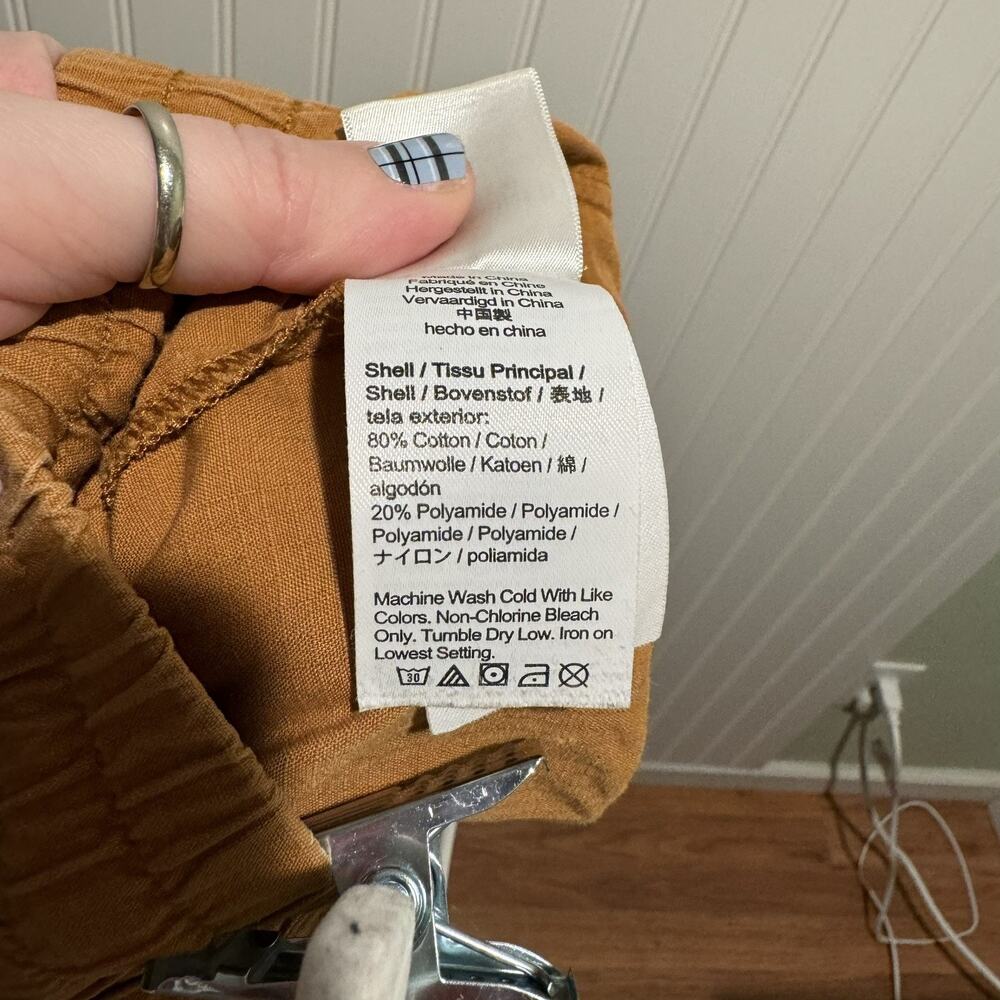 Made in China
Fabriqué en Chine
Hergestellt in China
Vervaardigd in China
中国製
hecho en china
Shell / Tissu Principal /
Shell / Bovenstof / 表地 /
tela exterior:
80% Cotton / Coton /
Baumwolle / Katoen / 綿 /
algodón
20% Polyamide / Polyamide /
Polyamide / Polyamide /
ナイロン / poliamida
Machine Wash Cold With Like
Colors. Non-Chlorine Bleach
Only. Tumble Dry Low. Iron on
Lowest Setting.
30